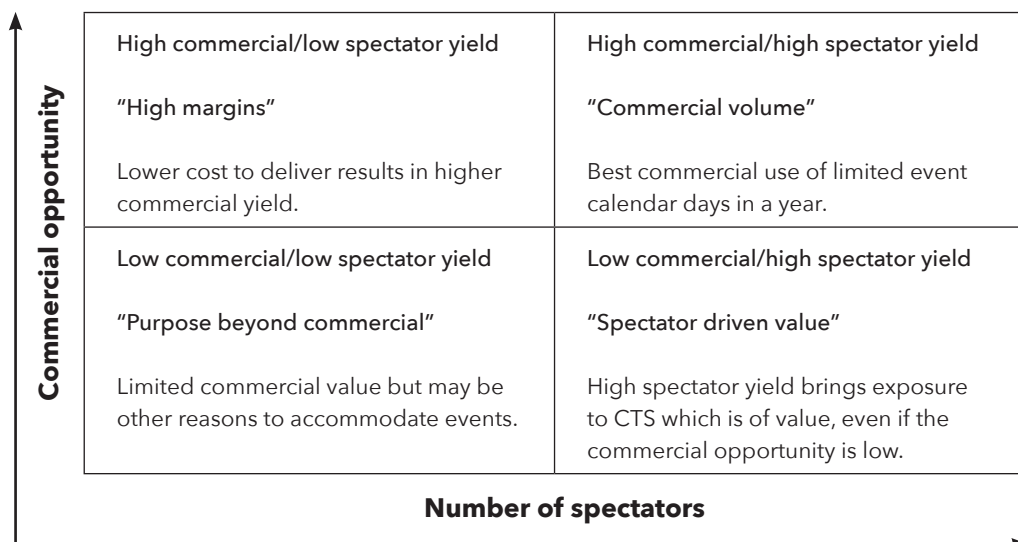 Commercial opportunity
High commercial/low spectator yield
“High margins”
Lower cost to deliver results in higher
commercial yield.
High commercial/high spectator yield
“Commercial volume”
Best commercial use of limited event
calendar days in a year.
Low commercial/low spectator yield
“Purpose beyond commercial”
Limited commercial value but may be
other reasons to accommodate events.
Low commercial/high spectator yield
“Spectator driven value”
High spectator yield brings exposure
to CTS which is of value, even if the
commercial opportunity is low.
Number of spectators